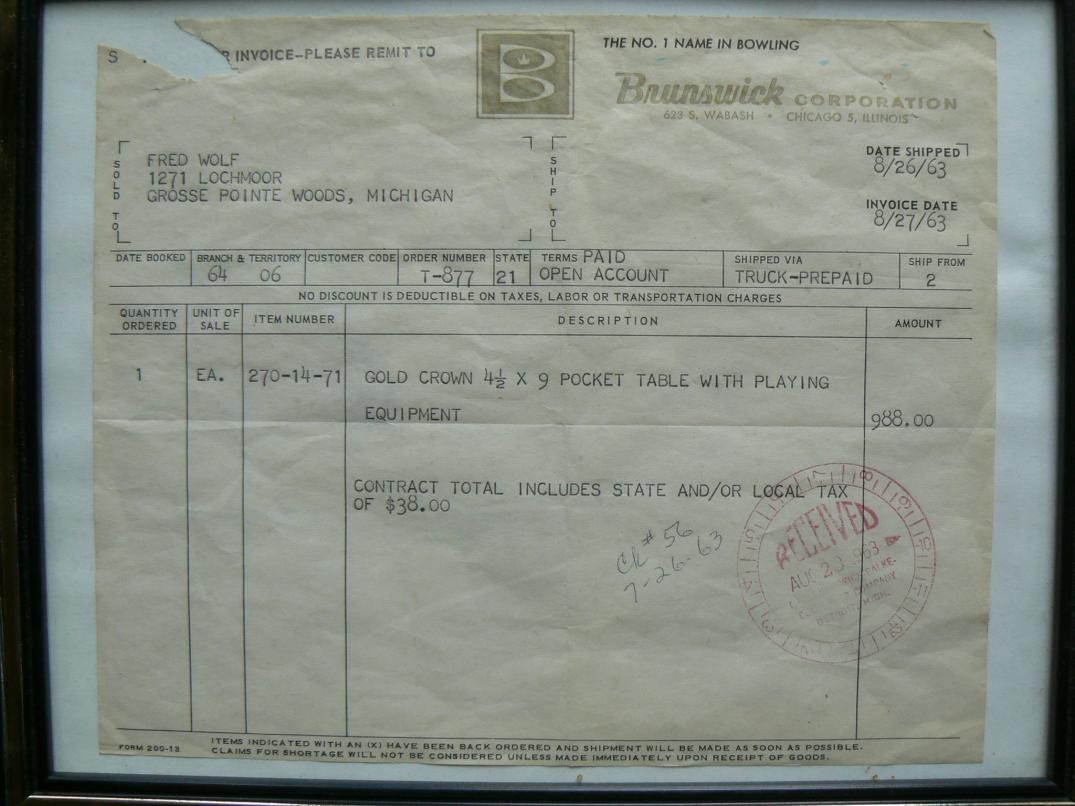 S R INVOICE–PLEASE REMIT TO
B
THE NO. 1 NAME IN BOWLING
Brunswick CORPORATION
623 S. WABASH • CHICAGO 5, ILLINOIS
SOLD TO
FRED WOLF
1271 LOCHMOOR
GROSSE POINTE WOODS, MICHIGAN
SHIP TO
DATE SHIPPED
8/26/63
INVOICE DATE
8/27/63
DATE BOOKED BRANCH & TERRITORY CUSTOMER CODE ORDER NUMBER STATE TERMS PAID SHIPPED VIA SHIP FROM
64 06 T-877 21 OPEN ACCOUNT TRUCK-PREPAID 2
NO DISCOUNT IS DEDUCTIBLE ON TAXES, LABOR OR TRANSPORTATION CHARGES
QUANTITY ORDERED UNIT OF SALE ITEM NUMBER DESCRIPTION AMOUNT
1 EA. 270-14-71 GOLD CROWN 4½ X 9 POCKET TABLE WITH PLAYING
EQUIPMENT 988.00
CONTRACT TOTAL INCLUDES STATE AND/OR LOCAL TAX
OF $38.00
CK # 56
7-26-63
RECEIVED
AUG
COMPANY
DETROIT, MICH.
FORM 200-13
ITEMS INDICATED WITH AN (X) HAVE BEEN BACK ORDERED AND SHIPMENT WILL BE MADE AS SOON AS POSSIBLE.
CLAIMS FOR SHORTAGE WILL NOT BE CONSIDERED UNLESS MADE IMMEDIATELY UPON RECEIPT OF GOODS.